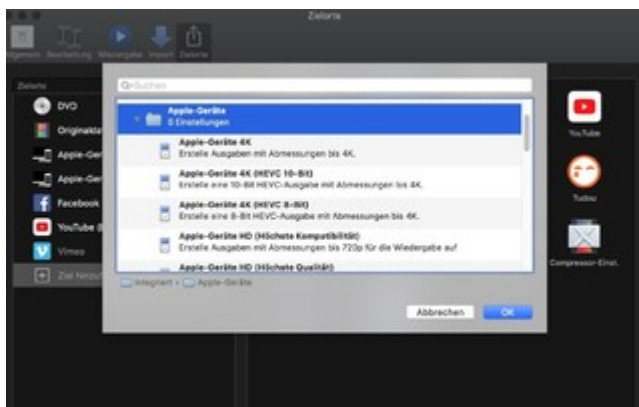 Zielorte
Allgemein Bearbeitung Wiedergabe Import Zielorte
Zielorte
DVD
Apple-Ger
Apple-Ger
Facebook
YouTube
Vimeo
Ziel hinzuf
Suchen
Apple-Geräte
0 Einstellungen
Apple-Geräte 4K
Erstelle Ausgaben mit Abmessungen bis 4K.
Apple-Geräte 4K (HEVC 10-Bit)
Erstelle eine 10-Bit HEVC-Ausgabe mit Abmessungen bis 4K.
Apple-Geräte 4K (HEVC 8-Bit)
Erstelle eine 8-Bit HEVC-Ausgabe mit Abmessungen bis 4K.
Apple-Geräte HD (Höchste Kompatibilität)
Erstelle Ausgaben mit Abmessungen bis 720p für die Wiedergabe auf
Apple-Geräte HD (Höchste Qualität)
Integriert › Apple-Geräte
Abbrechen OK
YouTube
Tudou
Compressor-Einst.